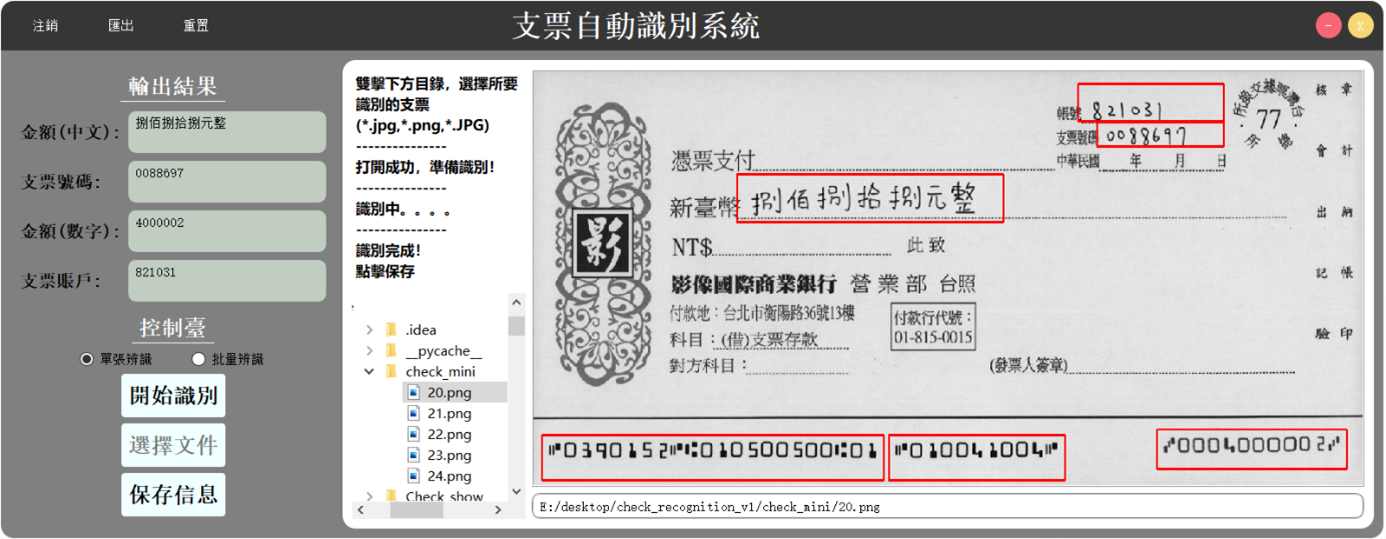 註銷 匯出 重置
支票自動識別系統
- X
輸出結果
金額(中文): 捌佰捌拾捌元整
支票號碼: 0088697
金額(數字): 4000002
支票賬戶: 821031
控制臺
單張辨識 批量辨識
開始識別
選擇文件
保存信息
雙擊下方目錄，選擇所要
識別的支票
(*.jpg,*.png,*.JPG)
---------------
打開成功，準備識別！
---------------
識別中。。。。
---------------
識別完成！
點擊保存
.idea
__pycache__
check_mini
20.png
21.png
22.png
23.png
24.png
Check_show
帳號 821031
支票號碼 0088697
中華民國 年 月 日
77
憑票支付
新臺幣 捌佰捌拾捌元整
NT$ 此致
影像國際商業銀行 營業部 台照
付款地：台北市衡陽路36號13樓
科目：(借)支票存款
對方科目：
付款行代號：
01-815-0015
(發票人簽章)
影
核 章
會 計
出 納
記 帳
驗 印
⑈0390152⑈⑆010500500⑆01
⑈010041004⑈
⑇0004000002⑇
E:/desktop/check_recognition_v1/check_mini/20.png